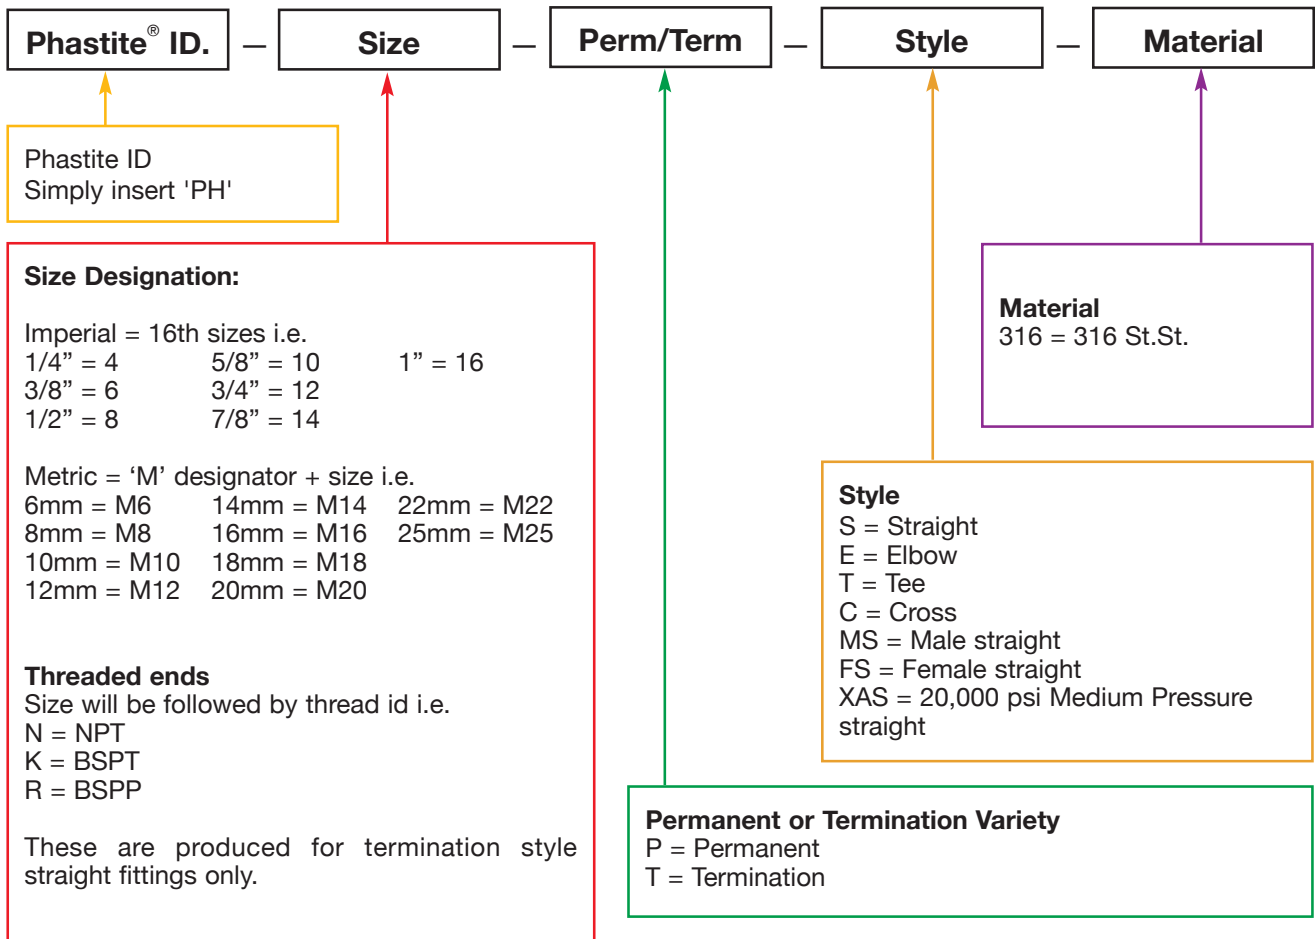 Phastite® ID. — Size — Perm/Term — Style — Material
Phastite ID
Simply insert 'PH'
Size Designation:
Imperial = 16th sizes i.e.
1/4” = 4 5/8” = 10 1” = 16
3/8” = 6 3/4” = 12
1/2” = 8 7/8” = 14
Metric = ‘M’ designator + size i.e.
6mm = M6 14mm = M14 22mm = M22
8mm = M8 16mm = M16 25mm = M25
10mm = M10 18mm = M18
12mm = M12 20mm = M20
Threaded ends
Size will be followed by thread id i.e.
N = NPT
K = BSPT
R = BSPP
These are produced for termination style
straight fittings only.
Material
316 = 316 St.St.
Style
S = Straight
E = Elbow
T = Tee
C = Cross
MS = Male straight
FS = Female straight
XAS = 20,000 psi Medium Pressure
straight
Permanent or Termination Variety
P = Permanent
T = Termination